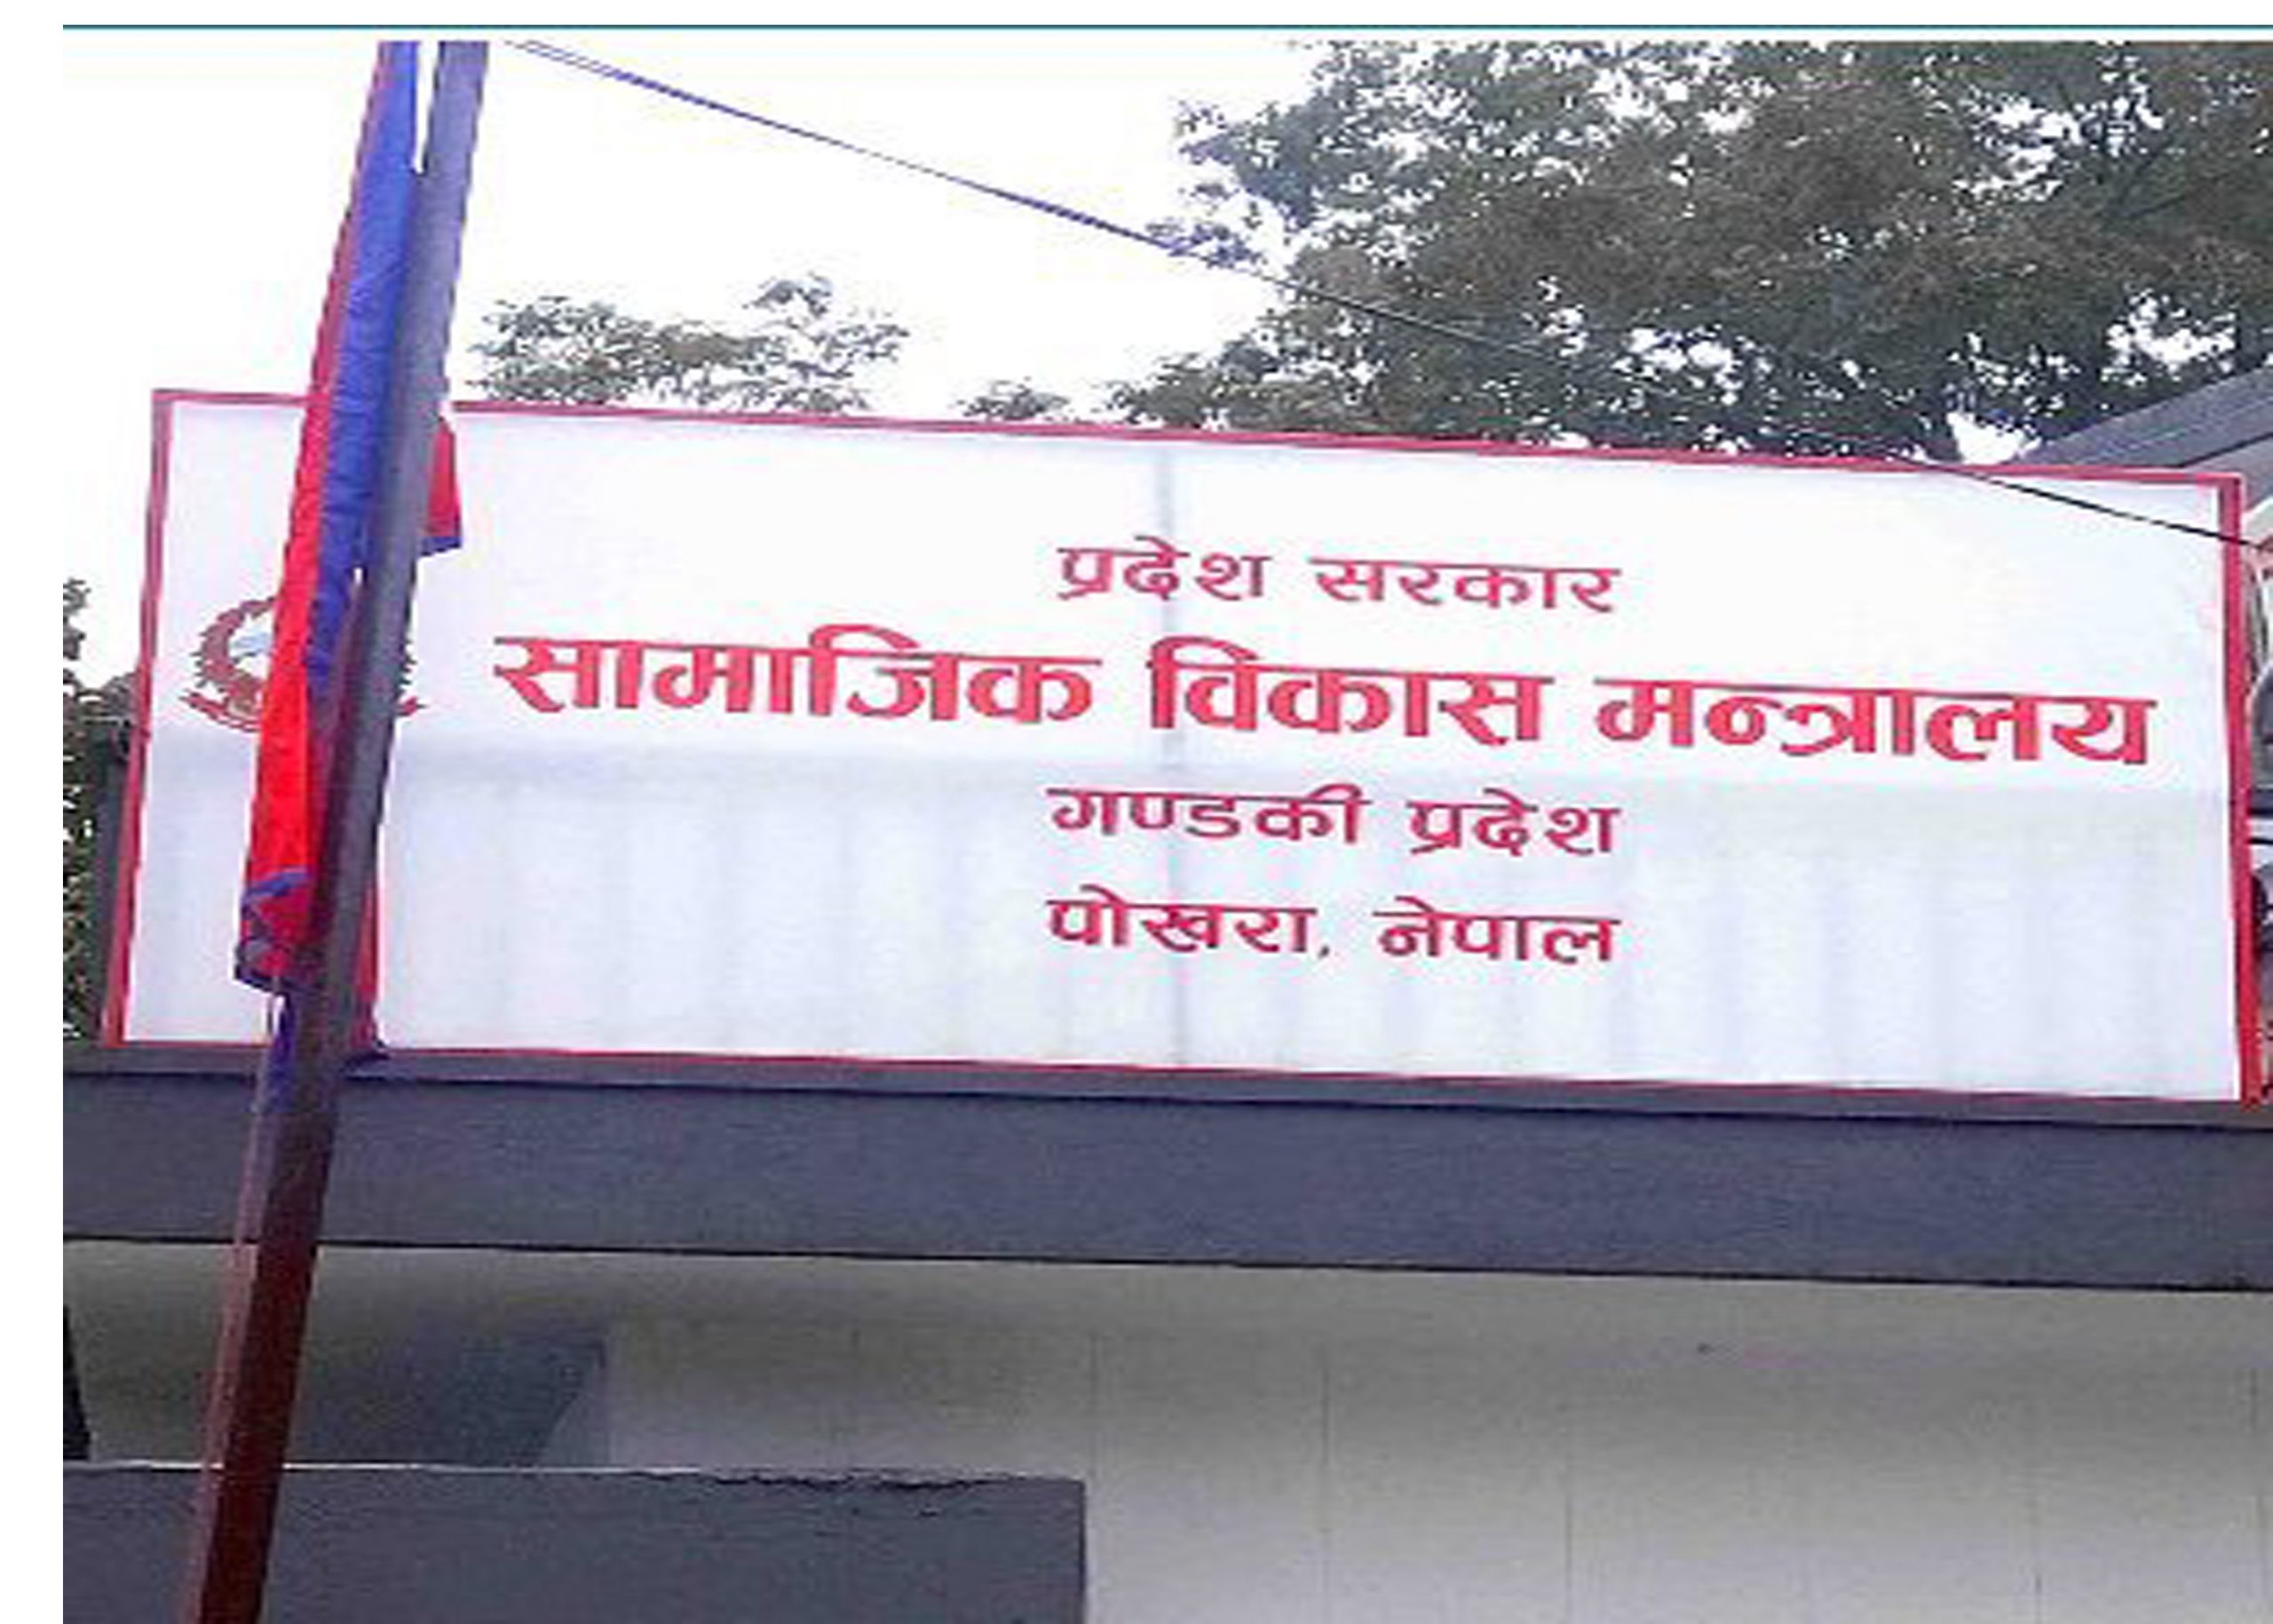 प्रदेश सरकार
सामाजिक विकास मन्त्रालय
गण्डकी प्रदेश
पोखरा, नेपाल